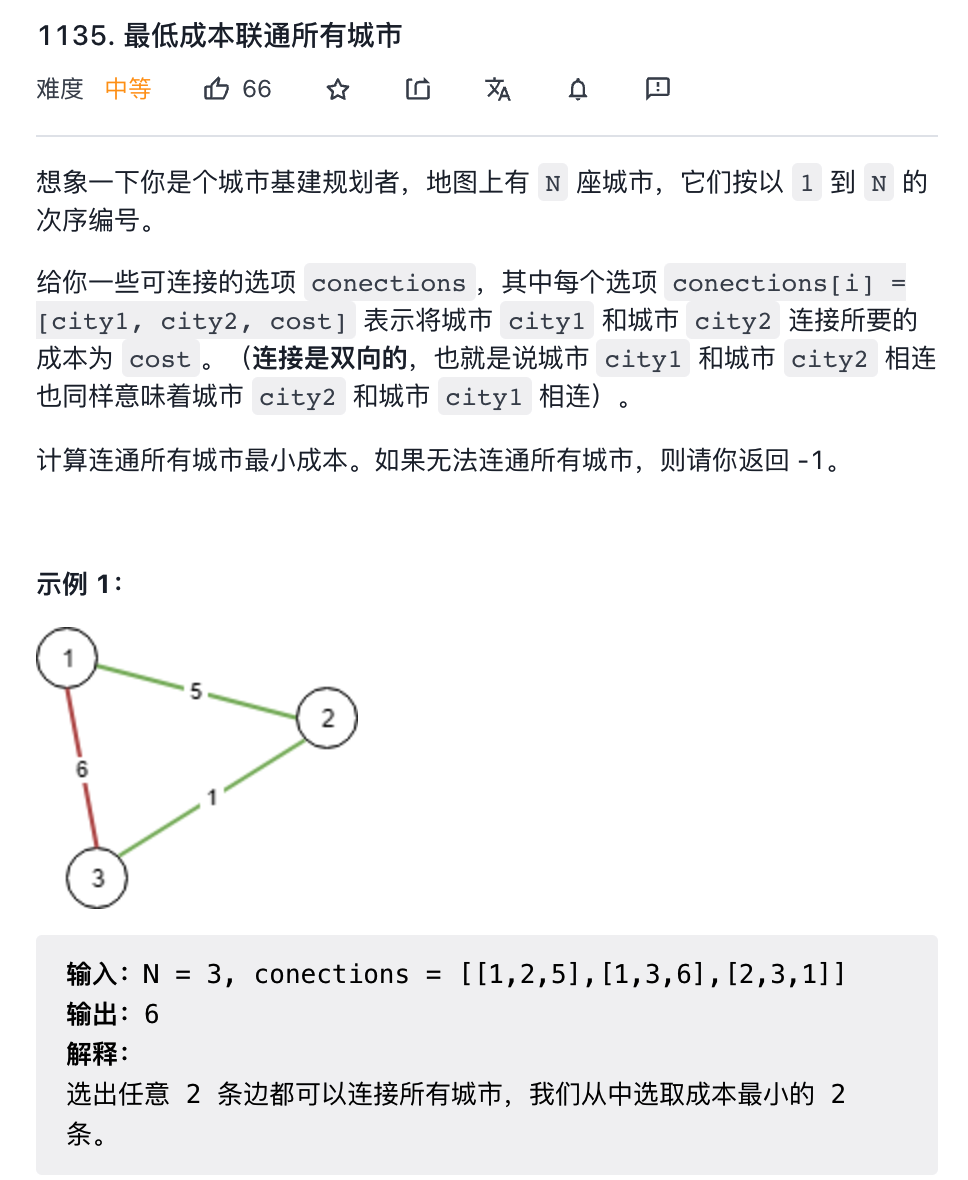 1135. 最低成本联通所有城市
难度 中等 66
想象一下你是个城市基建规划者，地图上有 N 座城市，它们按以 1 到 N 的
次序编号。
给你一些可连接的选项 conections，其中每个选项 conections[i] =
[city1, city2, cost] 表示将城市 city1 和城市 city2 连接所要的
成本为 cost。（连接是双向的，也就是说城市 city1 和城市 city2 相连
也同样意味着城市 city2 和城市 city1 相连）。
计算连通所有城市最小成本。如果无法连通所有城市，则请你返回 -1。
示例 1：
1
5
2
6
1
3
输入：N = 3, conections = [[1,2,5],[1,3,6],[2,3,1]]
输出：6
解释：
选出任意 2 条边都可以连接所有城市，我们从中选取成本最小的 2
条。